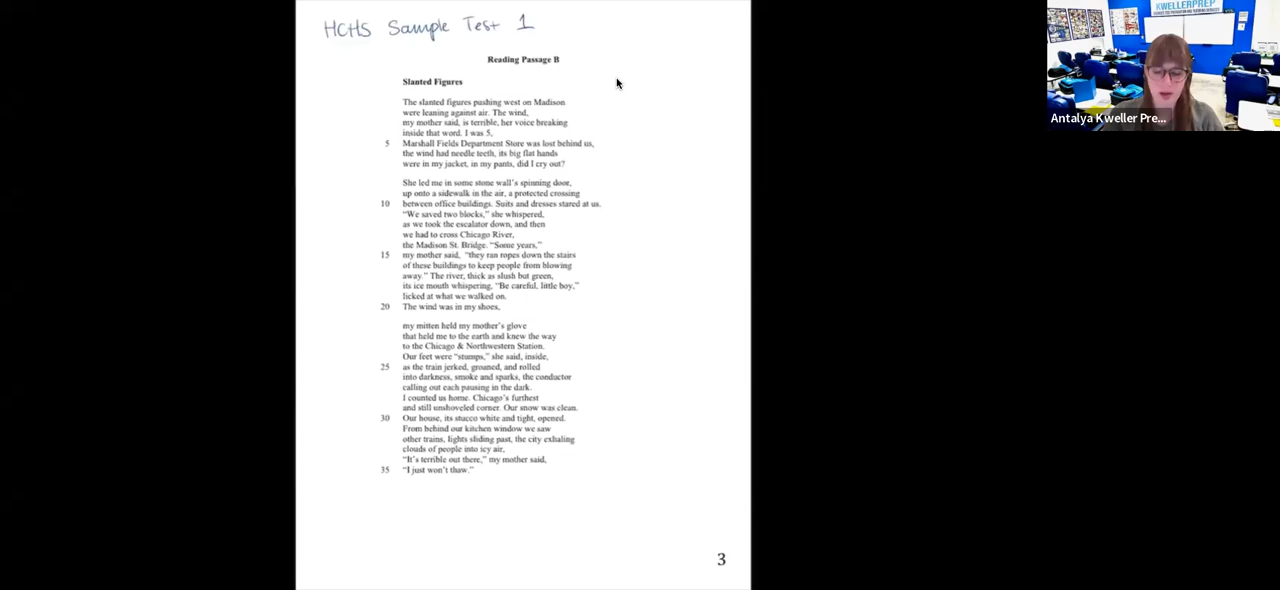 HCHS Sample Test 1
Reading Passage B
Slanted Figures
The slanted figures pushing west on Madison
were leaning against air. The wind,
my mother said, is terrible, her voice breaking
inside that word. I was 5,
5 Marshall Fields Department Store was lost behind us,
the wind had needle teeth, its big flat hands
were in my jacket, in my pants, did I cry out?
She led me in some stone wall's spinning door,
up onto a sidewalk in the air, a protected crossing
10 between office buildings. Suits and dresses stared at us.
"We saved two blocks," she whispered,
as we took the escalator down, and then
we had to cross Chicago River,
the Madison St. Bridge. "Some years,"
15 my mother said, "they ran ropes down the stairs
of these buildings to keep people from blowing
away." The river, thick as slush but green,
its ice mouth whispering, "Be careful, little boy,"
licked at what we walked on.
20 The wind was in my shoes,
my mitten held my mother's glove
that held me to the earth and knew the way
to the Chicago & Northwestern Station.
Our feet were "stumps," she said, inside,
25 as the train jerked, groaned, and rolled
into darkness, smoke and sparks, the conductor
calling out each pausing in the dark.
I counted us home. Chicago's furthest
and still unshoveled corner. Our snow was clean.
30 Our house, its stucco white and tight, opened.
From behind our kitchen window we saw
other trains, lights sliding past, the city exhaling
clouds of people into icy air,
"It's terrible out there," my mother said,
35 "I just won't thaw."
3
KWELLERPREP
Antalya Kweller Pre...